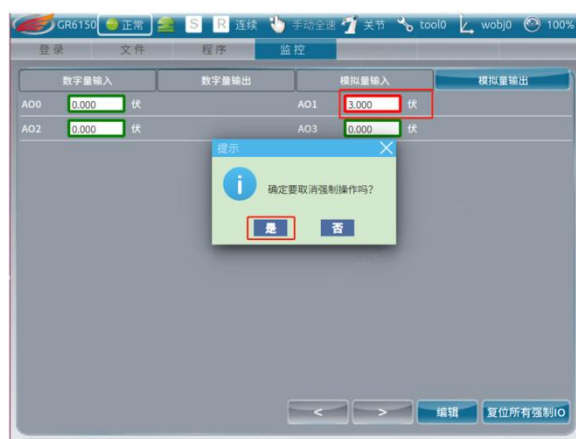 GR6150 正常 S R 连续 手动全速 关节 tool0 wobj0 100%
登录 文件 程序 监控
数字量输入 数字量输出 模拟量输入 模拟量输出
AO0 0.000 伏 AO1 3.000 伏
AO2 0.000 伏 AO3 0.000 伏
提示
确定要取消强制操作吗?
是 否
< > 编辑 复位所有强制IO